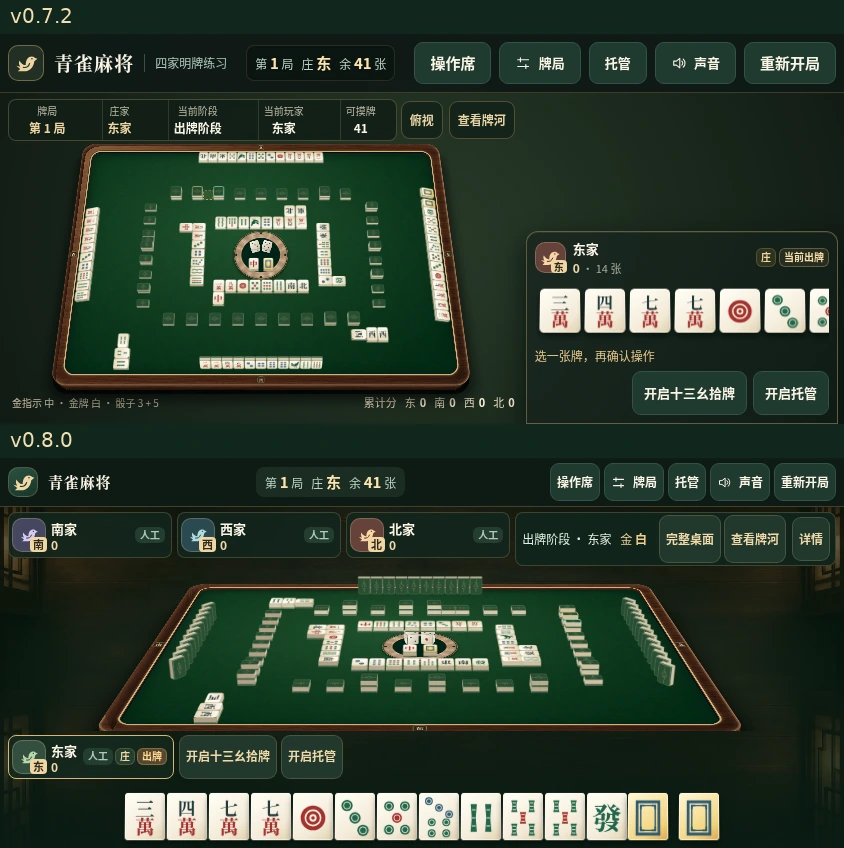 v0.7.2
青雀麻将 四家明牌练习 第1局 庄东 余41张 操作席 牌局 托管 声音 重新开局
牌局 庄家 当前阶段 当前玩家 可摸牌
第1局 东家 出牌阶段 东家 41 俯视 查看牌河
东家 庄 当前出牌
东 0 · 14张
三 四 七 七
萬 萬 萬 萬
选一张牌，再确认操作
开启十三幺拾牌 开启托管
金指示 中 · 金牌 白 · 骰子 3+5 累计分 东0 南0 西0 北0
v0.8.0
青雀麻将 第1局 庄东 余41张 操作席 牌局 托管 声音 重新开局
南家 人工 西家 人工 北家 人工 出牌阶段 · 东家 金白 完整桌面 查看牌河 详情
南 0 西 0 北 0
东家 人工 庄 出牌 开启十三幺拾牌 开启托管
东 0
三 四 七 七 發
萬 萬 萬 萬